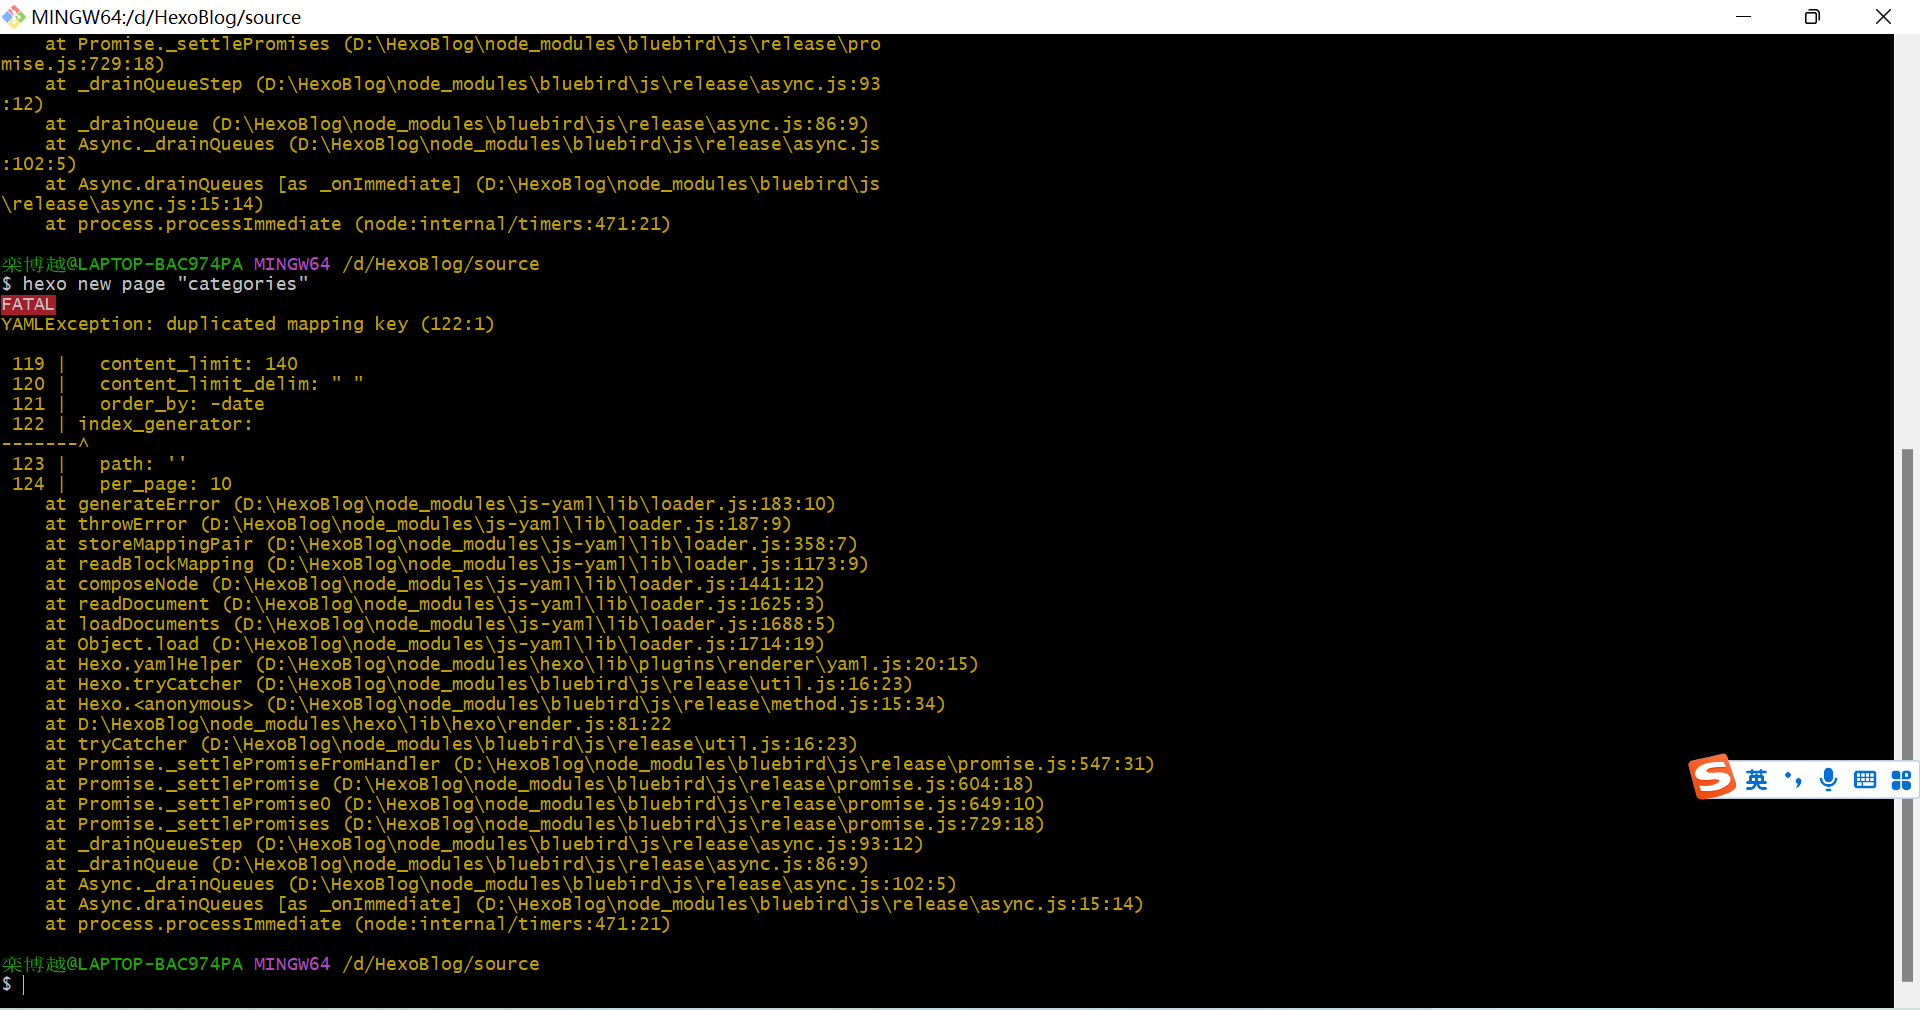 MINGW64:/d/HexoBlog/source
    at Promise._settlePromises (D:\HexoBlog\node_modules\bluebird\js\release\pro
mise.js:729:18)
    at _drainQueueStep (D:\HexoBlog\node_modules\bluebird\js\release\async.js:93
:12)
    at _drainQueue (D:\HexoBlog\node_modules\bluebird\js\release\async.js:86:9)
    at Async._drainQueues (D:\HexoBlog\node_modules\bluebird\js\release\async.js
:102:5)
    at Async.drainQueues [as _onImmediate] (D:\HexoBlog\node_modules\bluebird\js
\release\async.js:15:14)
    at process.processImmediate (node:internal/timers:471:21)
栾博越@LAPTOP-BAC974PA MINGW64 /d/HexoBlog/source
$ hexo new page "categories"
FATAL
YAMLException: duplicated mapping key (122:1)
 119 |   content_limit: 140
 120 |   content_limit_delim: " "
 121 |   order_by: -date
 122 | index_generator:
-------^
 123 |   path: ''
 124 |   per_page: 10
    at generateError (D:\HexoBlog\node_modules\js-yaml\lib\loader.js:183:10)
    at throwError (D:\HexoBlog\node_modules\js-yaml\lib\loader.js:187:9)
    at storeMappingPair (D:\HexoBlog\node_modules\js-yaml\lib\loader.js:358:7)
    at readBlockMapping (D:\HexoBlog\node_modules\js-yaml\lib\loader.js:1173:9)
    at composeNode (D:\HexoBlog\node_modules\js-yaml\lib\loader.js:1441:12)
    at readDocument (D:\HexoBlog\node_modules\js-yaml\lib\loader.js:1625:3)
    at loadDocuments (D:\HexoBlog\node_modules\js-yaml\lib\loader.js:1688:5)
    at Object.load (D:\HexoBlog\node_modules\js-yaml\lib\loader.js:1714:19)
    at Hexo.yamlHelper (D:\HexoBlog\node_modules\hexo\lib\plugins\renderer\yaml.js:20:15)
    at Hexo.tryCatcher (D:\HexoBlog\node_modules\bluebird\js\release\util.js:16:23)
    at Hexo.<anonymous> (D:\HexoBlog\node_modules\bluebird\js\release\method.js:15:34)
    at D:\HexoBlog\node_modules\hexo\lib\hexo\render.js:81:22
    at tryCatcher (D:\HexoBlog\node_modules\bluebird\js\release\util.js:16:23)
    at Promise._settlePromiseFromHandler (D:\HexoBlog\node_modules\bluebird\js\release\promise.js:547:31)
    at Promise._settlePromise (D:\HexoBlog\node_modules\bluebird\js\release\promise.js:604:18)
    at Promise._settlePromise0 (D:\HexoBlog\node_modules\bluebird\js\release\promise.js:649:10)
    at Promise._settlePromises (D:\HexoBlog\node_modules\bluebird\js\release\promise.js:729:18)
    at _drainQueueStep (D:\HexoBlog\node_modules\bluebird\js\release\async.js:93:12)
    at _drainQueue (D:\HexoBlog\node_modules\bluebird\js\release\async.js:86:9)
    at Async._drainQueues (D:\HexoBlog\node_modules\bluebird\js\release\async.js:102:5)
    at Async.drainQueues [as _onImmediate] (D:\HexoBlog\node_modules\bluebird\js\release\async.js:15:14)
    at process.processImmediate (node:internal/timers:471:21)
栾博越@LAPTOP-BAC974PA MINGW64 /d/HexoBlog/source
$
英